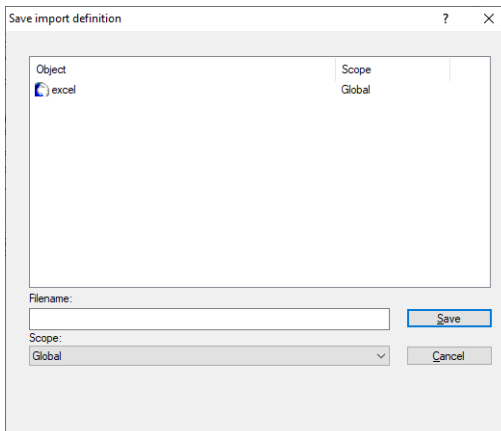 Save import definition
?
Object Scope
excel Global
Filename:
Save
Scope:
Global
Cancel